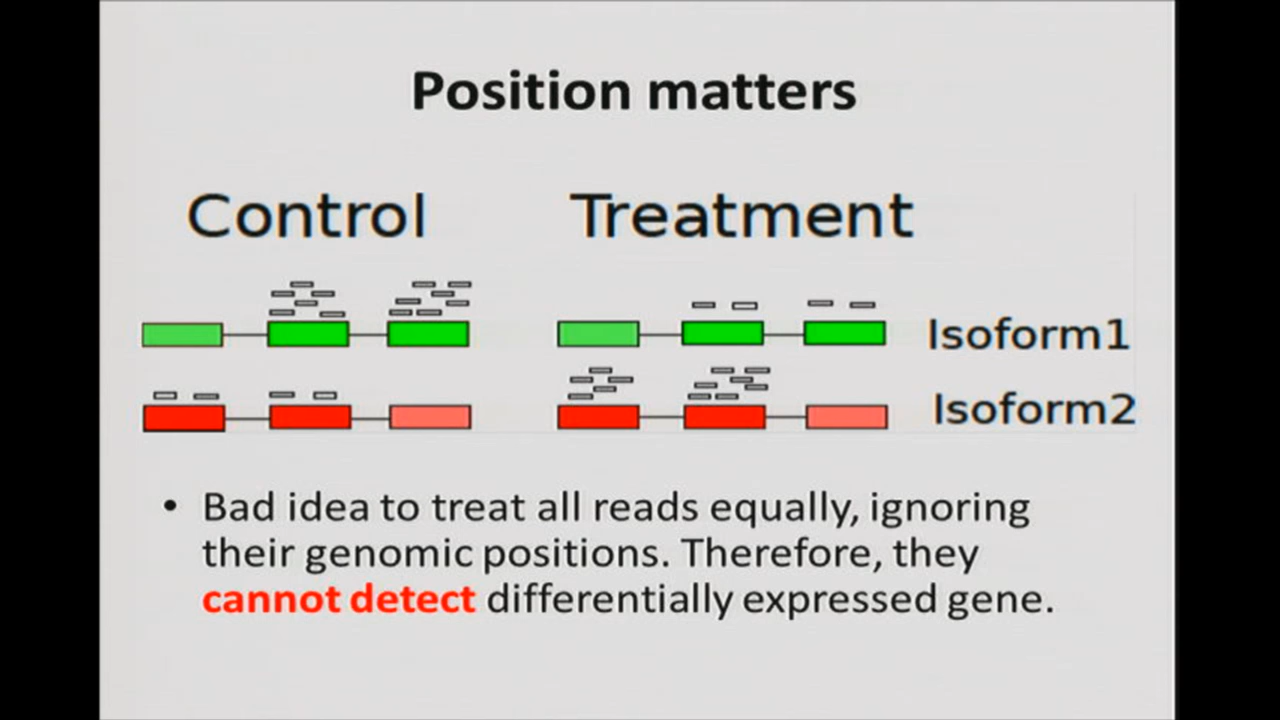 Position matters
Control Treatment
Isoform1
Isoform2
• Bad idea to treat all reads equally, ignoring
their genomic positions. Therefore, they
cannot detect differentially expressed gene.